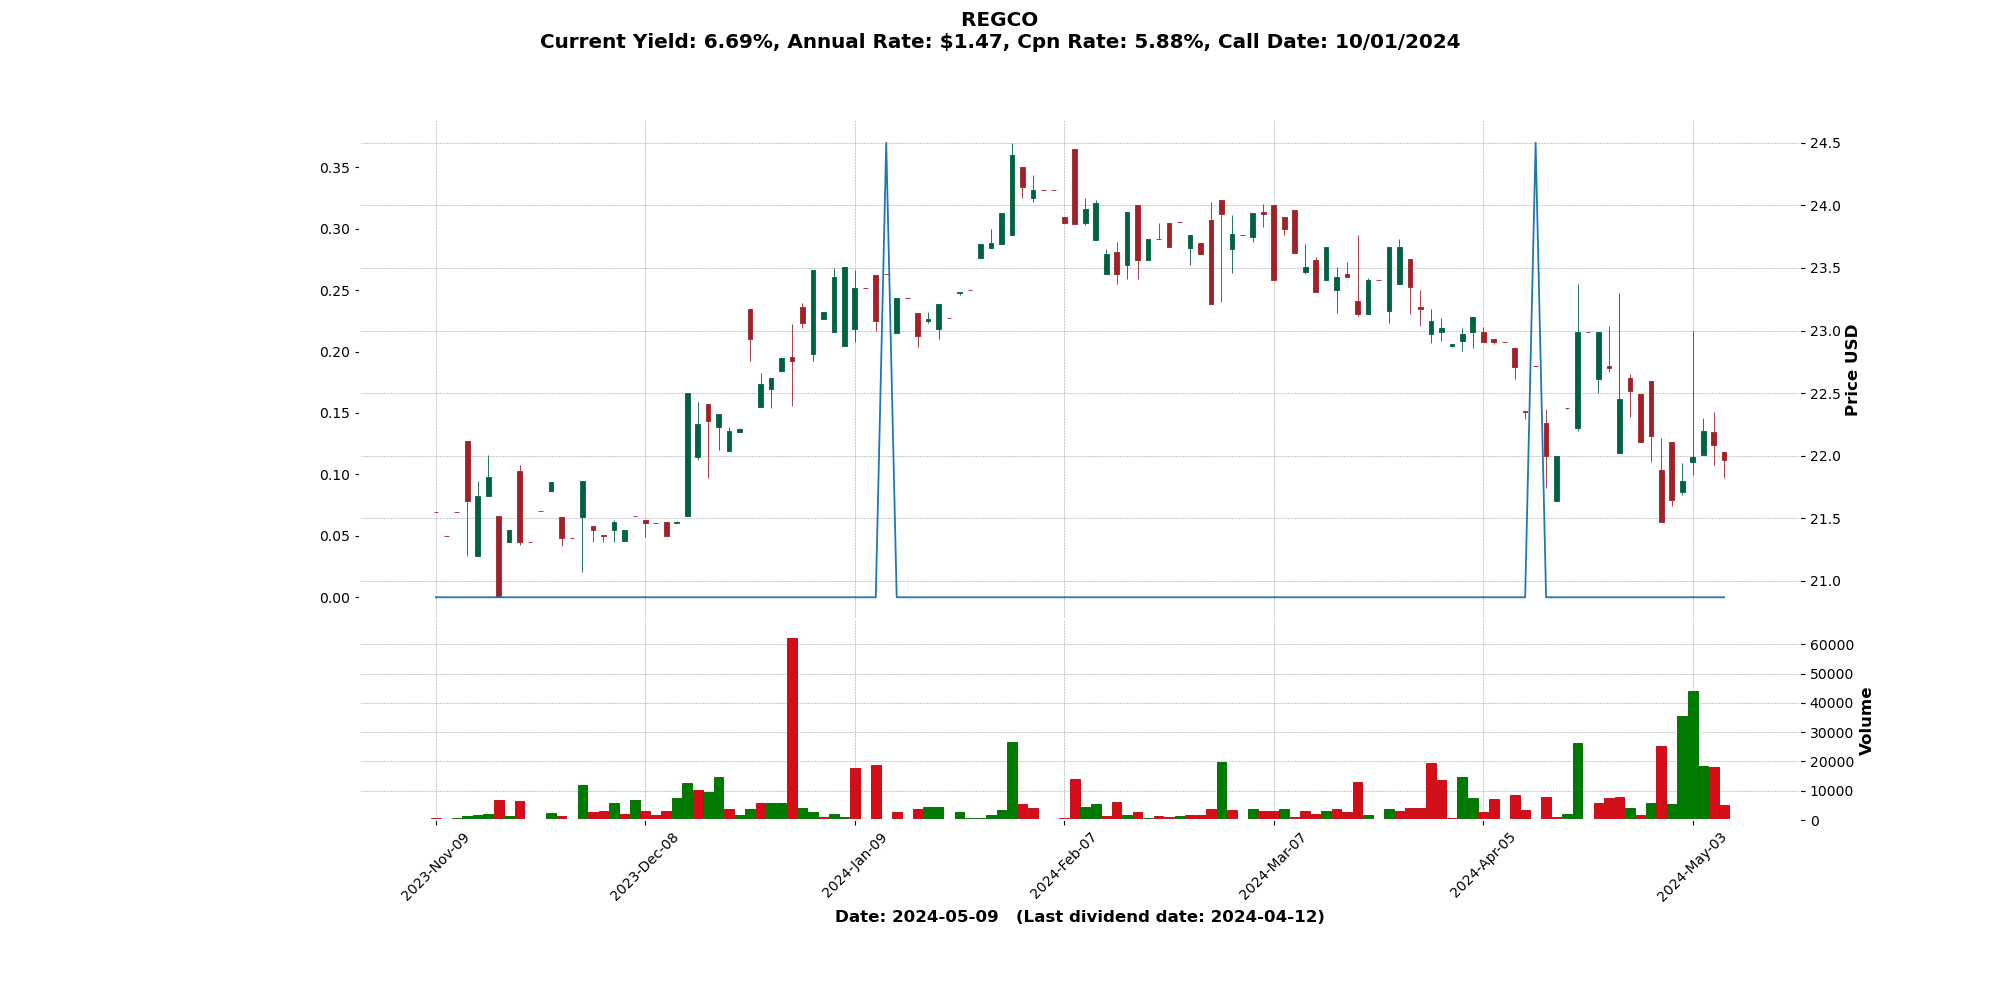 REGCO
Current Yield: 6.69%, Annual Rate: $1.47, Cpn Rate: 5.88%, Call Date: 10/01/2024
0.35
0.30
0.25
0.20
0.15
0.10
0.05
0.00
24.5
24.0
23.5
23.0
22.5
22.0
21.5
21.0
Price USD
60000
50000
40000
30000
20000
10000
0
Volume
2023-Nov-09
2023-Dec-08
2024-Jan-09
2024-Feb-07
2024-Mar-07
2024-Apr-05
2024-May-03
Date: 2024-05-09 (Last dividend date: 2024-04-12)